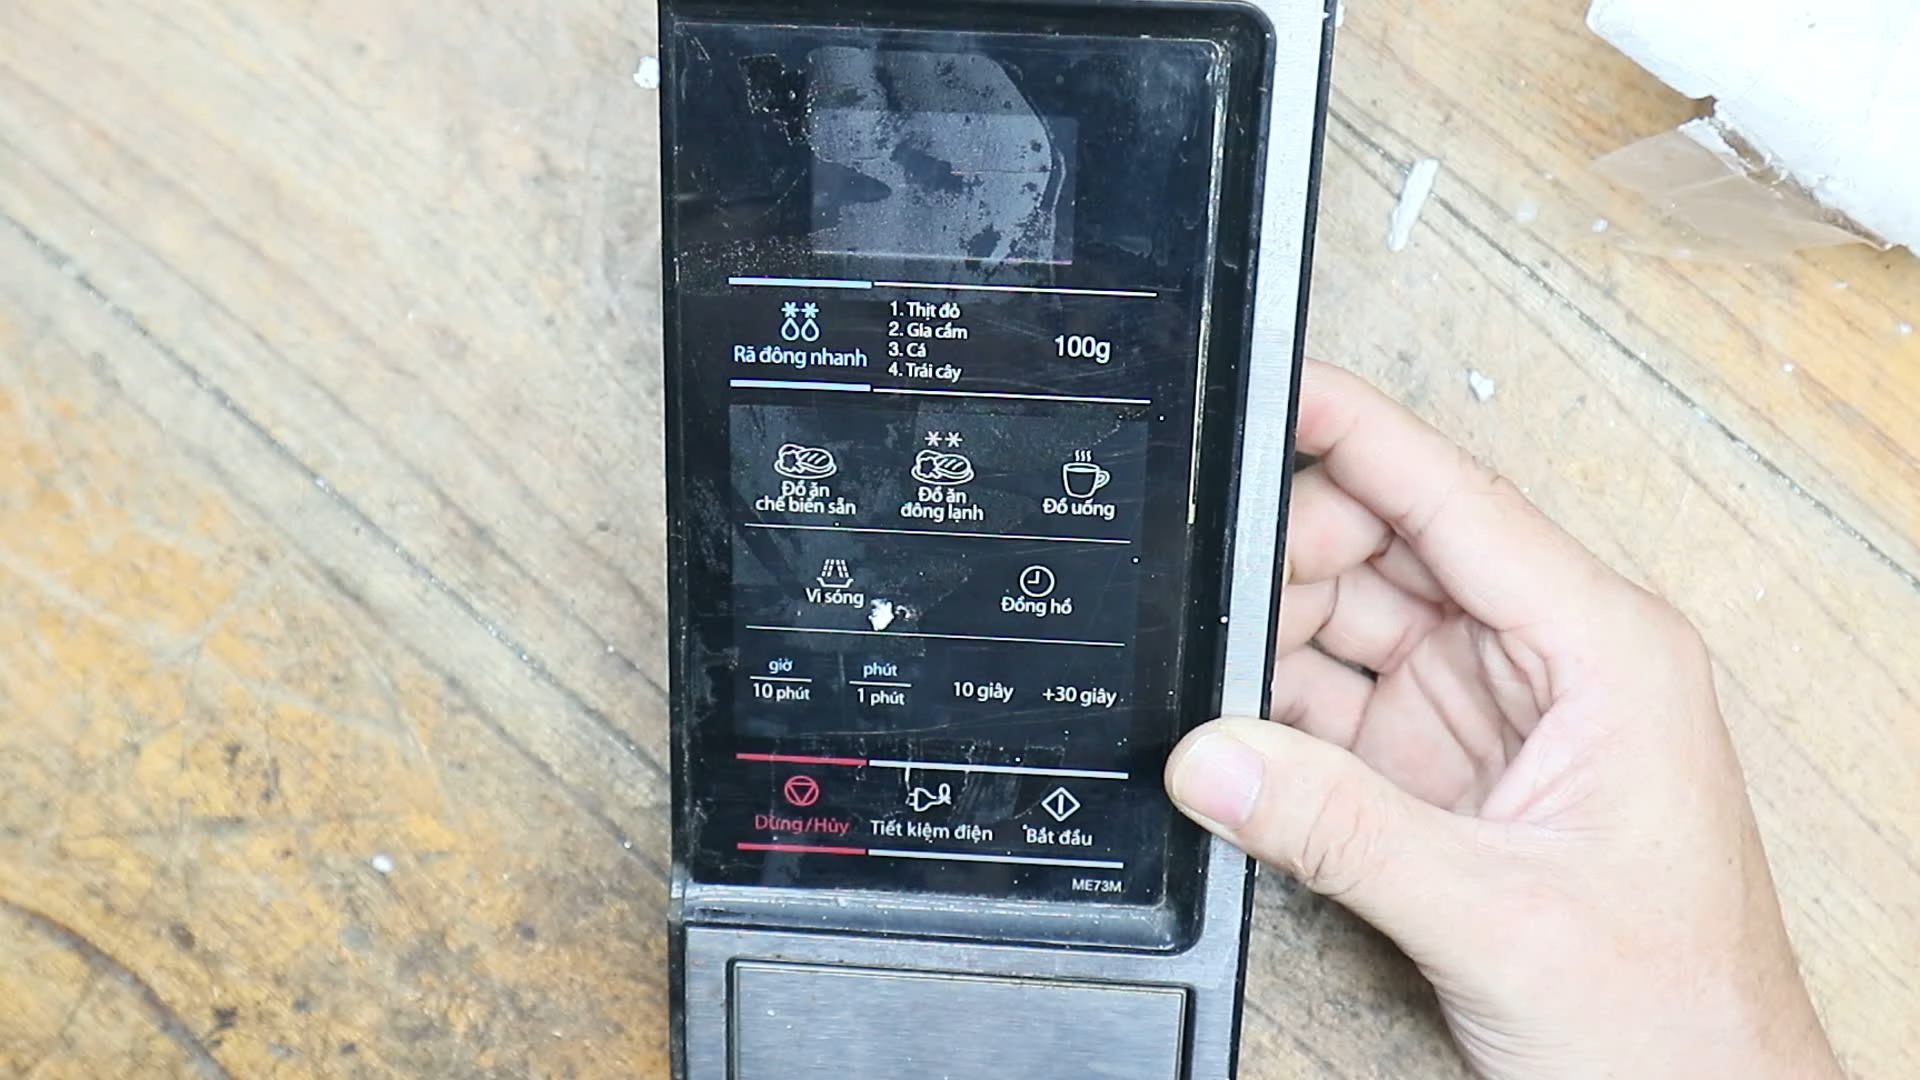 Rã đông nhanh
1. Thịt đỏ
2. Gia cầm
3. Cá
4. Trái cây
100g
Đồ ăn
chế biến sẵn
Đồ ăn
đông lạnh
Đồ uống
Vi sóng
Đồng hồ
giờ
10 phút
phút
1 phút
10 giây
+30 giây
Dừng/Hủy
Tiết kiệm điện
Bắt đầu
ME73M